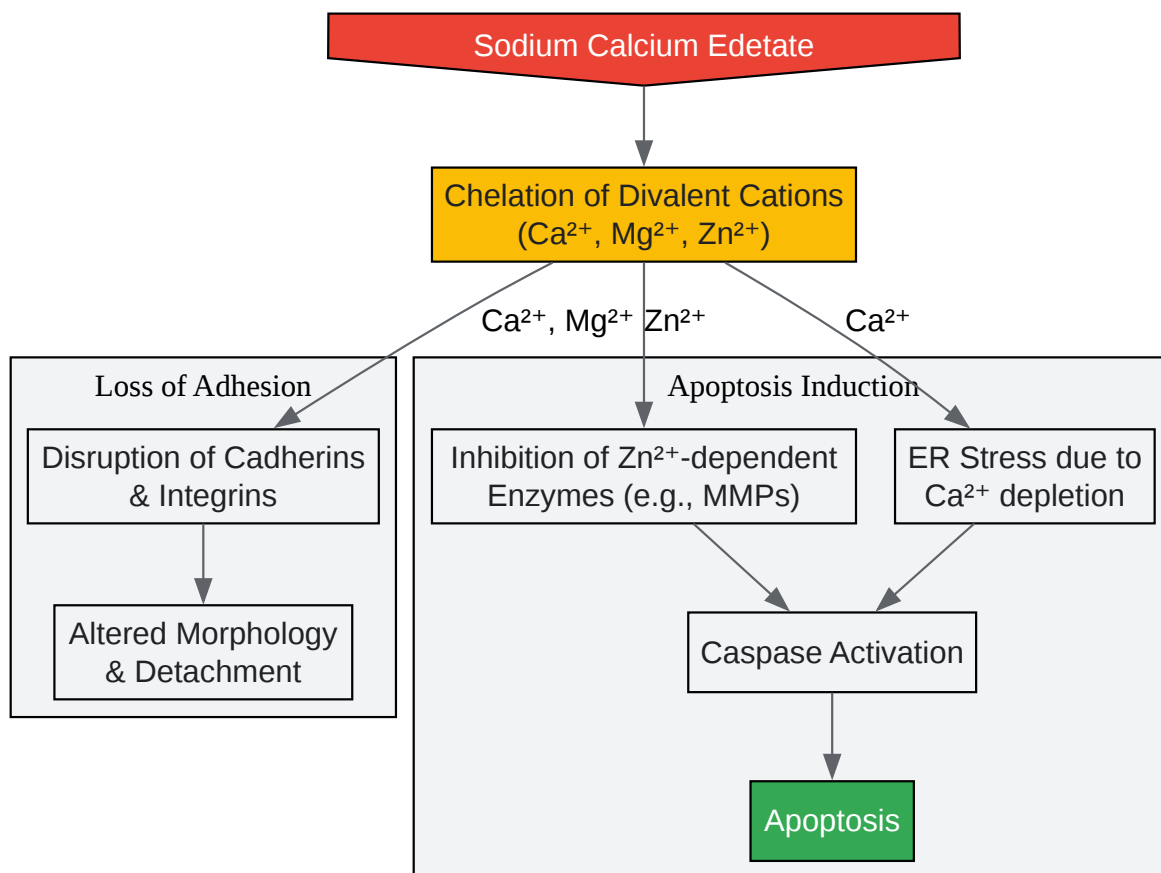 Sodium Calcium Edetate
Chelation of Divalent Cations
(Ca²⁺, Mg²⁺, Zn²⁺)
Ca²⁺, Mg²⁺
Zn²⁺
Ca²⁺
Loss of Adhesion
Disruption of Cadherins
& Integrins
Altered Morphology
& Detachment
Apoptosis Induction
Inhibition of Zn²⁺-dependent
Enzymes (e.g., MMPs)
ER Stress due to
Ca²⁺ depletion
Caspase Activation
Apoptosis